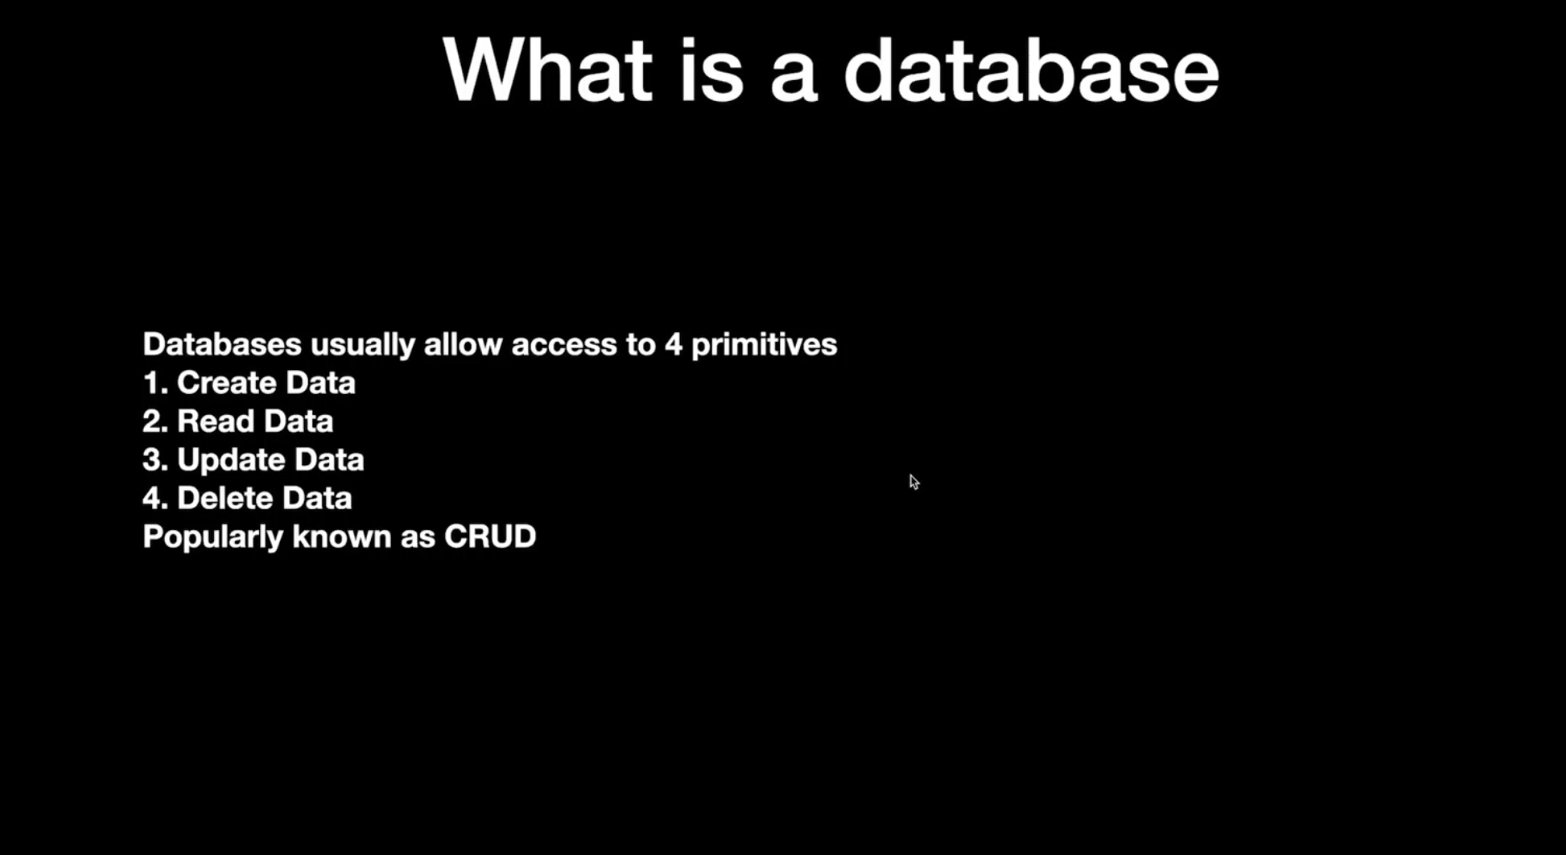 What is a database
Databases usually allow access to 4 primitives
1. Create Data
2. Read Data
3. Update Data
4. Delete Data
Popularly known as CRUD